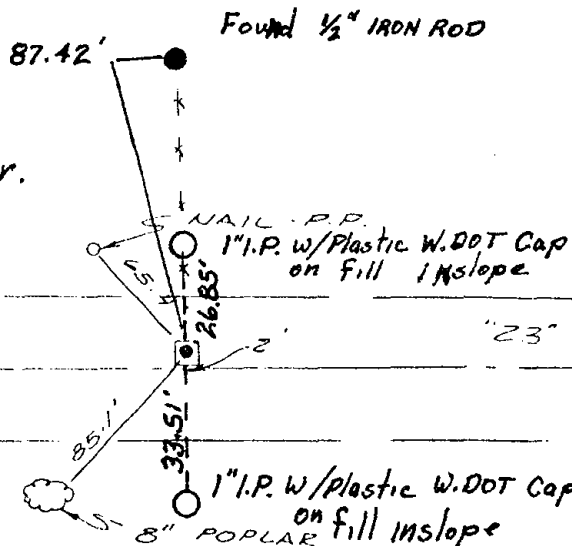 Found ½" IRON ROD
87.42'
r.
NAIL P.P.
1" I.P. w/Plastic W.DOT Cap
on fill inslope
26.85'
"23"
2'
85.1'
33.51'
1" I.P. W/Plastic W.DOT Cap
on fill inslope
8" POPLAR